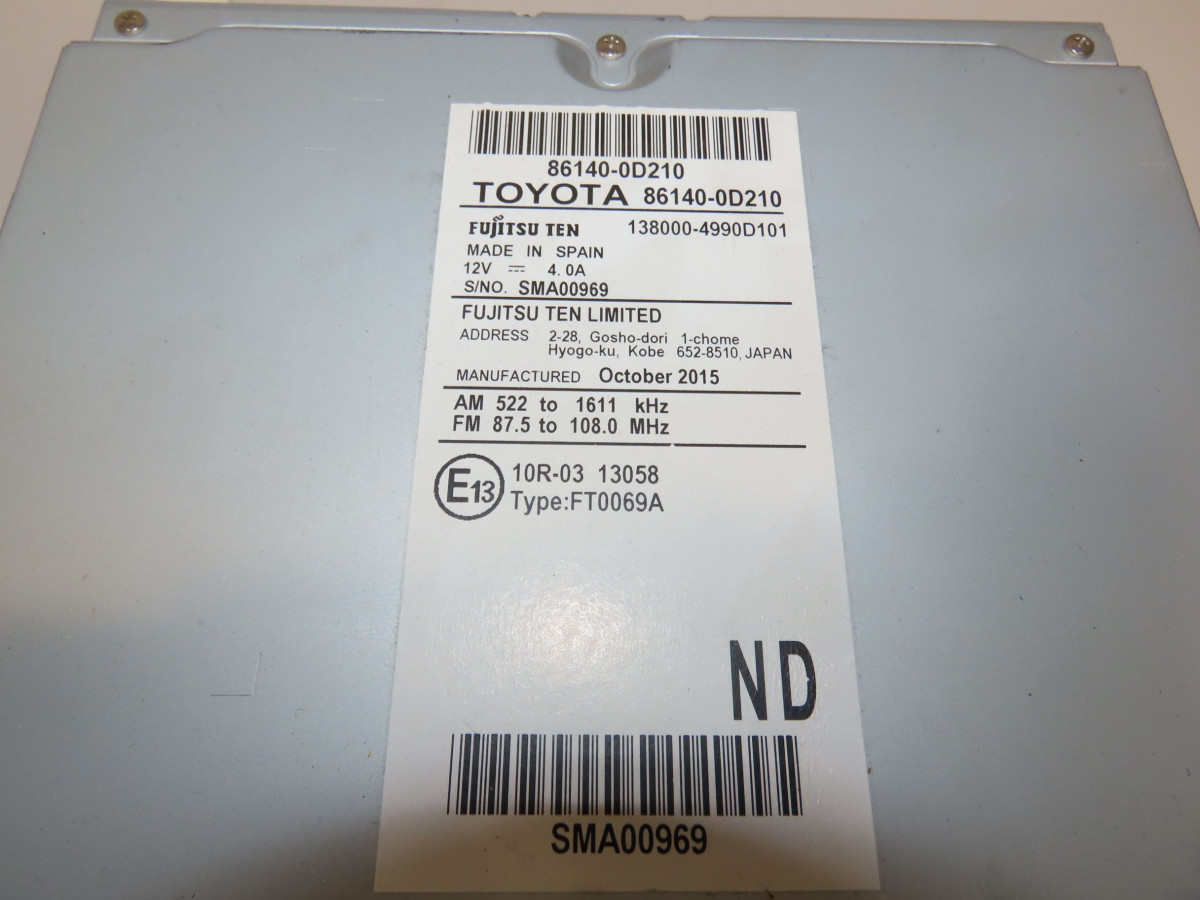 86140-0D210
TOYOTA 86140-0D210
FUJITSU TEN 138000-4990D101
MADE IN SPAIN
12V ⎓ 4.0A
S/NO. SMA00969
FUJITSU TEN LIMITED
ADDRESS 2-28, Gosho-dori 1-chome
Hyogo-ku, Kobe 652-8510, JAPAN
MANUFACTURED October 2015
AM 522 to 1611 kHz
FM 87.5 to 108.0 MHz
E13 10R-03 13058
Type:FT0069A
ND
SMA00969